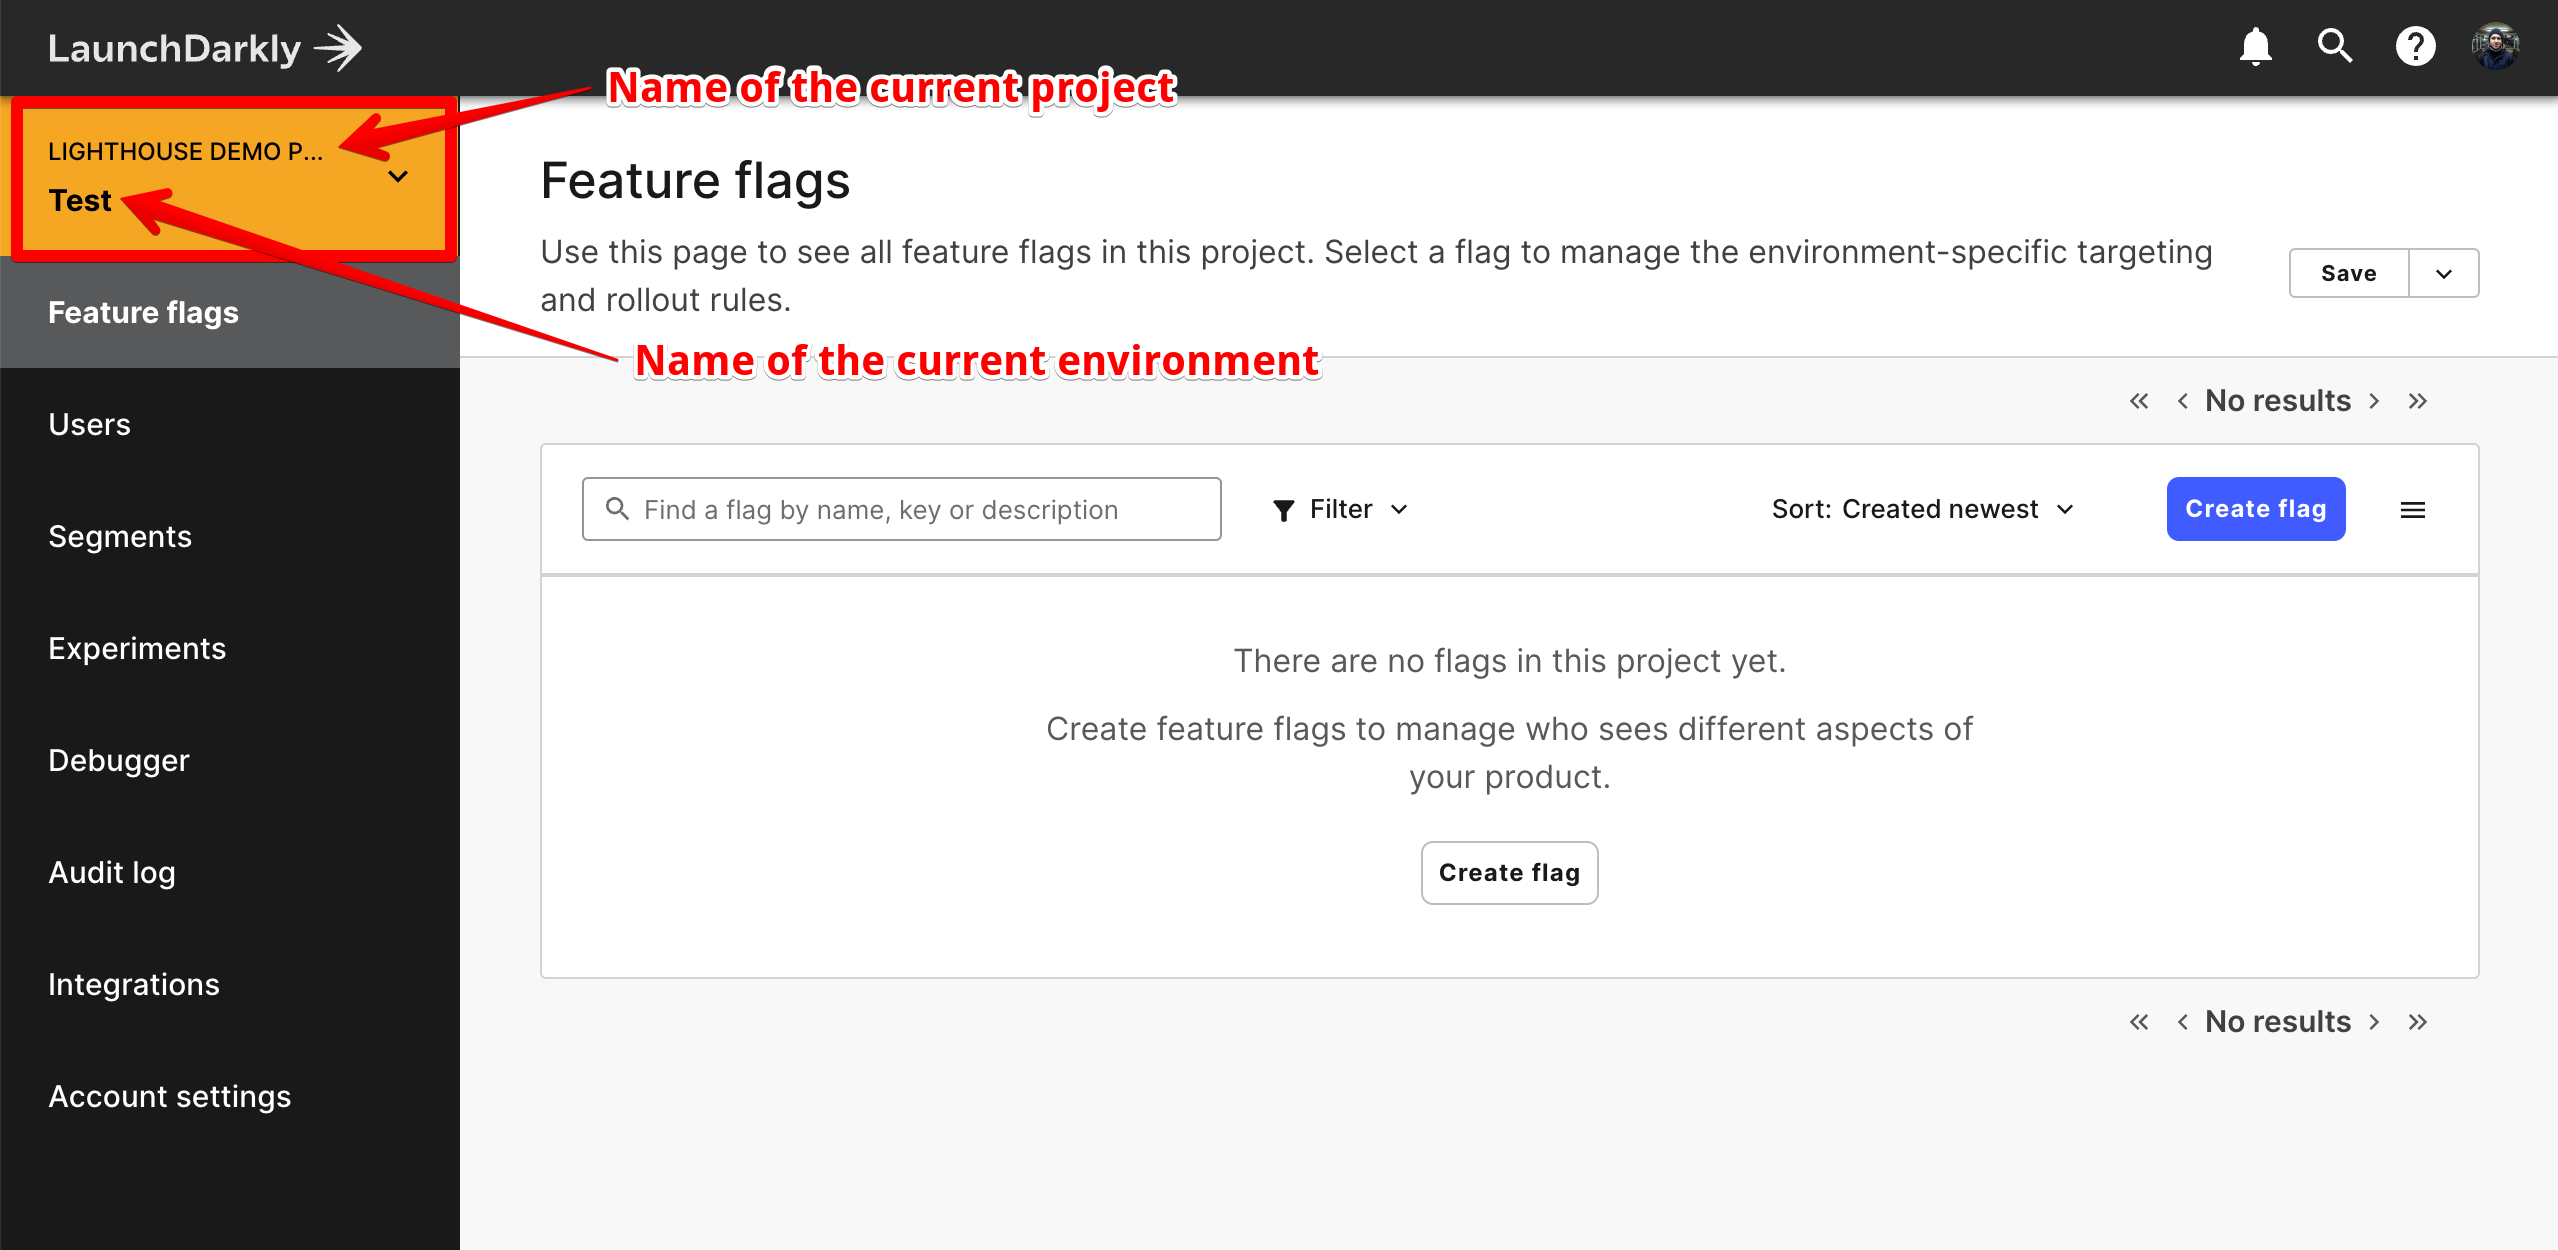 LaunchDarkly
Name of the current project
LIGHTHOUSE DEMO P...
Test
Feature flags
Users
Segments
Experiments
Debugger
Audit log
Integrations
Account settings
Feature flags
Use this page to see all feature flags in this project. Select a flag to manage the environment-specific targeting
and rollout rules.
Save
Name of the current environment
No results
Find a flag by name, key or description
Filter
Sort: Created newest
Create flag
There are no flags in this project yet.
Create feature flags to manage who sees different aspects of
your product.
Create flag
No results